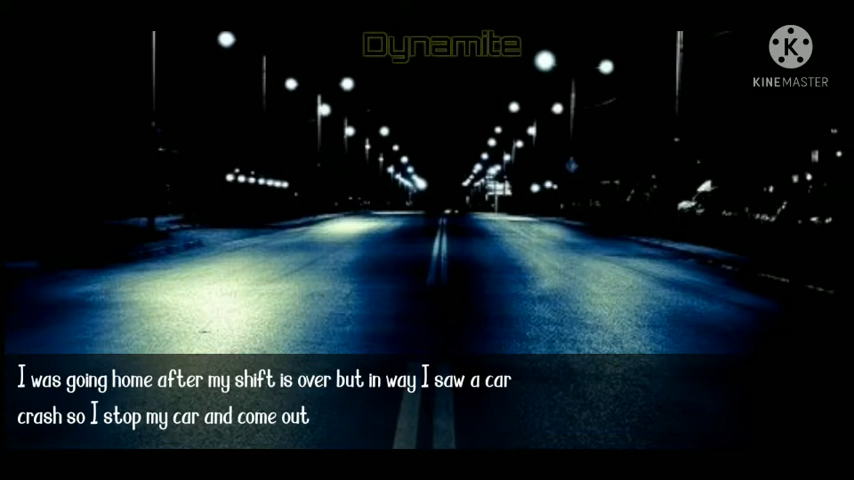 Dynamite
KINEMASTER
I was going home after my shift is over but in way I saw a car
crash so I stop my car and come out